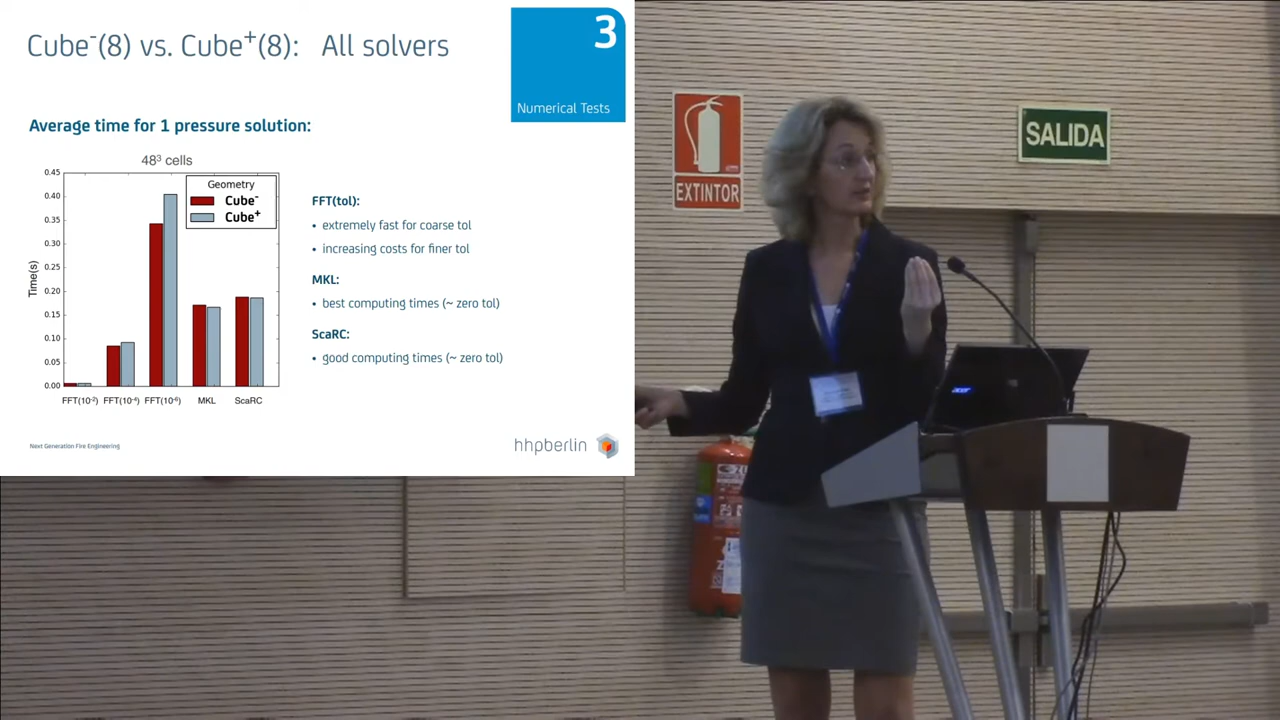 Cube-(8) vs. Cube+(8): All solvers
3
Numerical Tests
Average time for 1 pressure solution:
48³ cells
Geometry
Cube-
Cube+
Time(s)
0.45
0.40
0.35
0.30
0.25
0.20
0.15
0.10
0.05
0.00
FFT(10⁻²) FFT(10⁻⁴) FFT(10⁻⁶) MKL ScaRC
FFT(tol):
• extremely fast for coarse tol
• increasing costs for finer tol
MKL:
• best computing times (~ zero tol)
ScaRC:
• good computing times (~ zero tol)
Next Generation Fire Engineering
hhpberlin
EXTINTOR
SALIDA
acer